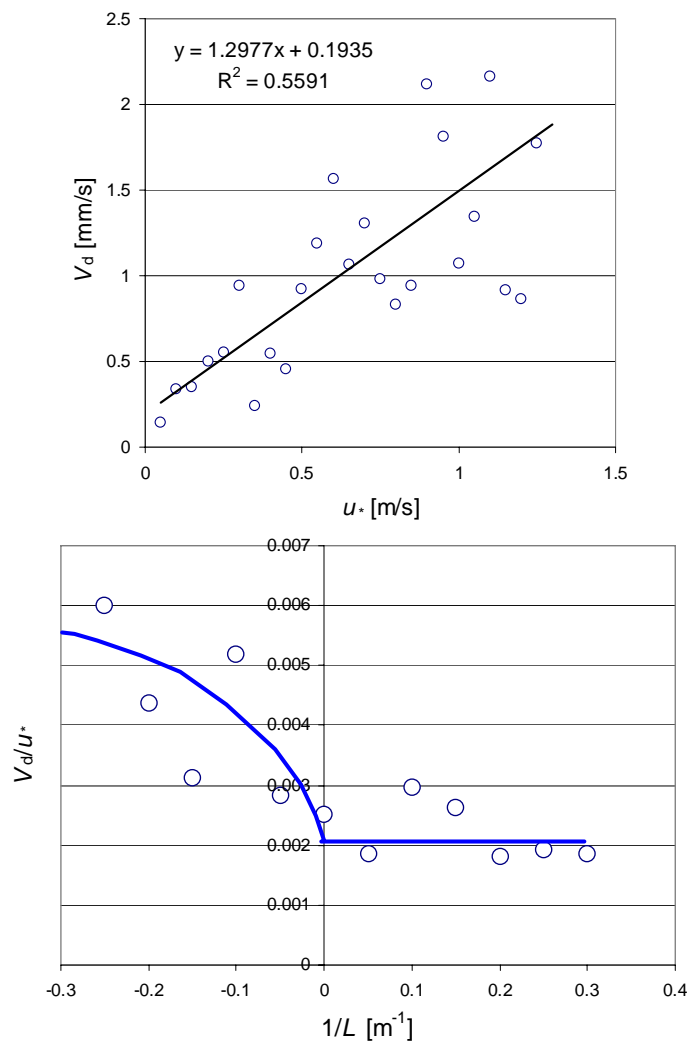 2.5
y = 1.2977x + 0.1935
R² = 0.5591
2
1.5
1
0.5
0
V d [mm/s]
0 0.5 1 1.5
u * [m/s]
0.007
0.006
0.005
0.004
0.003
0.002
0.001
0
V d/u *
-0.3 -0.2 -0.1 0 0.1 0.2 0.3 0.4
1/L [m⁻¹]